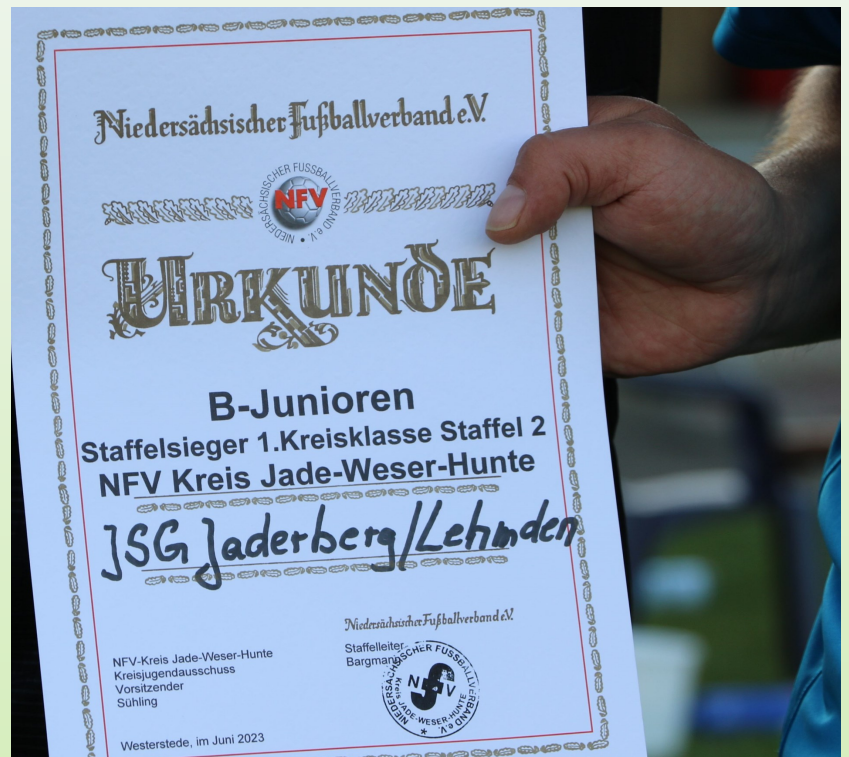 Niedersächsischer Fußballverband e.V.
NIEDERSÄCHSISCHER FUSSBALLVERBAND e.V. •
NFV
URKUNDE
B-Junioren
Staffelsieger 1.Kreisklasse Staffel 2
NFV Kreis Jade-Weser-Hunte
JSG Jaderberg/Lehmden
Niedersächsischer Fußballverband e.V.
Staffelleiter
Bargmann
NFV-Kreis Jade-Weser-Hunte
Kreisjugendausschuss
Vorsitzender
Sühling
NIEDERSÄCHSISCHER FUSSBALLVERBAND e.V.
NFV
Kreis JADE-WESER-HUNTE
Westerstede, im Juni 2023